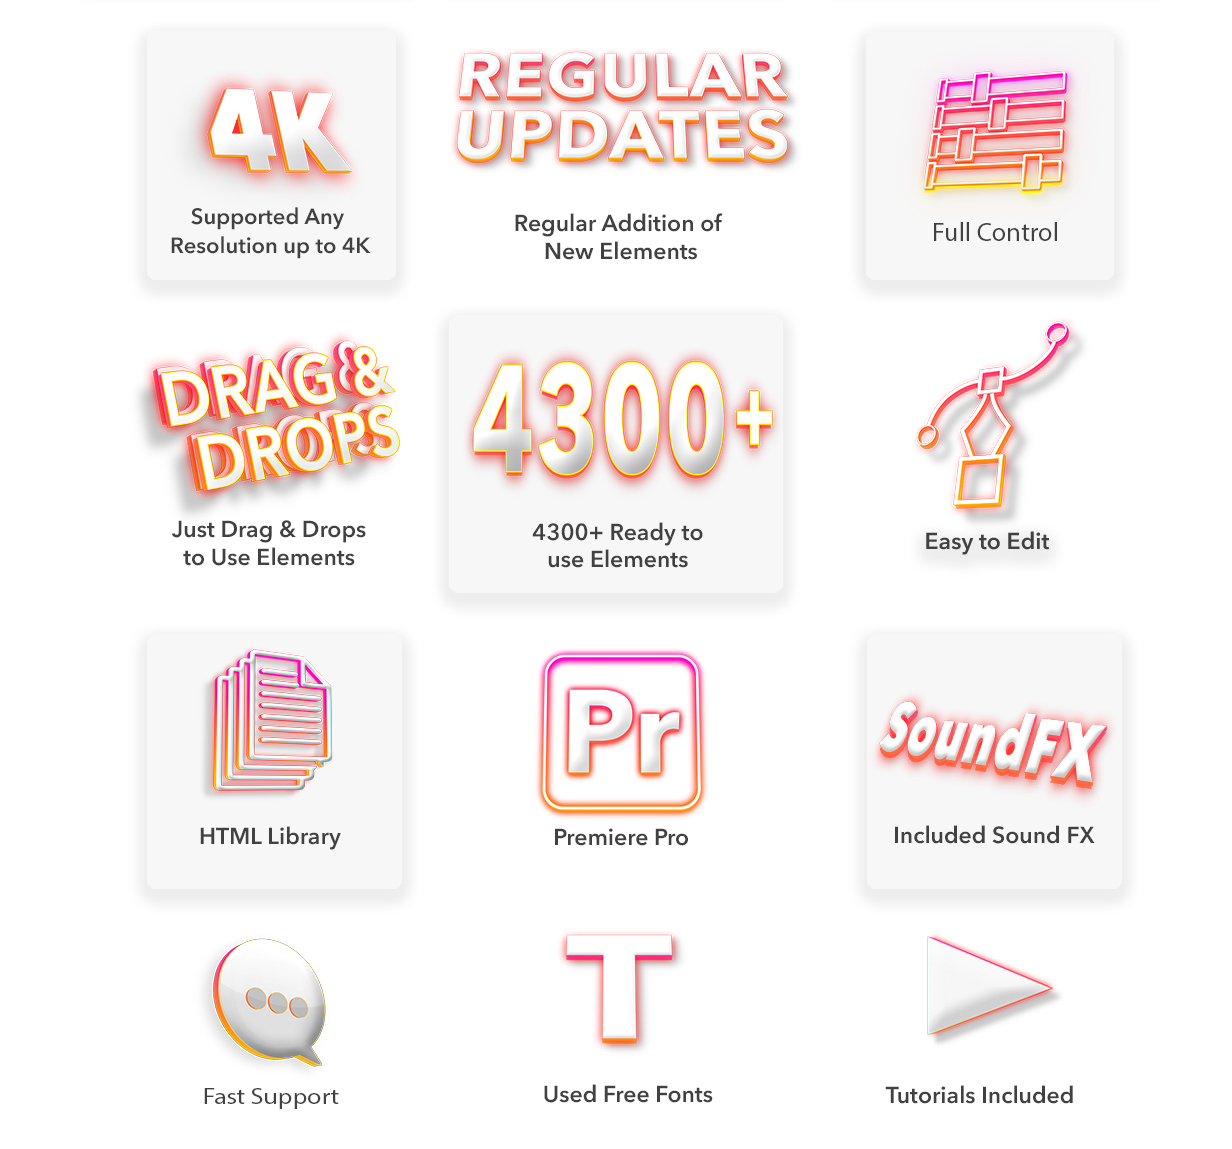 4K
Supported Any
Resolution up to 4K
REGULAR
UPDATES
Regular Addition of
New Elements
Full Control
DRAG &
DROPS
Just Drag & Drops
to Use Elements
4300+
4300+ Ready to
use Elements
Easy to Edit
HTML Library
Pr
Premiere Pro
SoundFX
Included Sound FX
Fast Support
T
Used Free Fonts
Tutorials Included